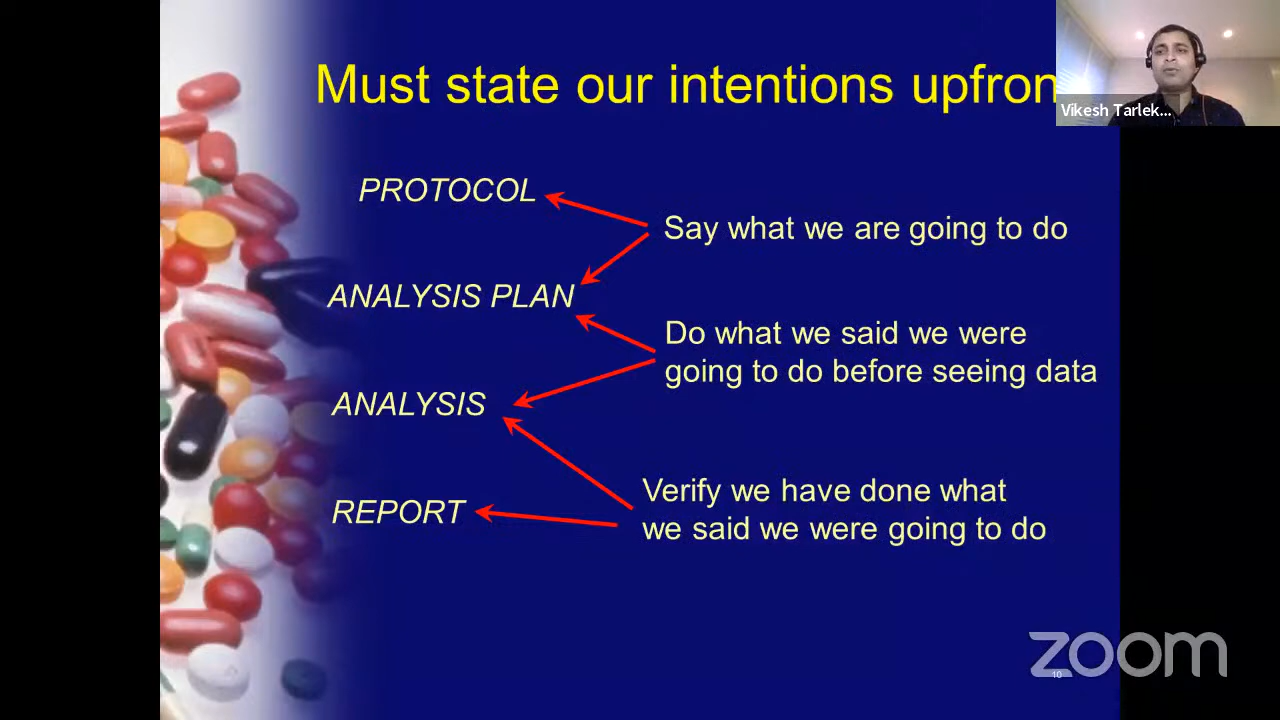 Must state our intentions upfron
Vikesh Tarlek...
PROTOCOL
Say what we are going to do
ANALYSIS PLAN
Do what we said we were
going to do before seeing data
ANALYSIS
Verify we have done what
we said we were going to do
REPORT
zoom
10